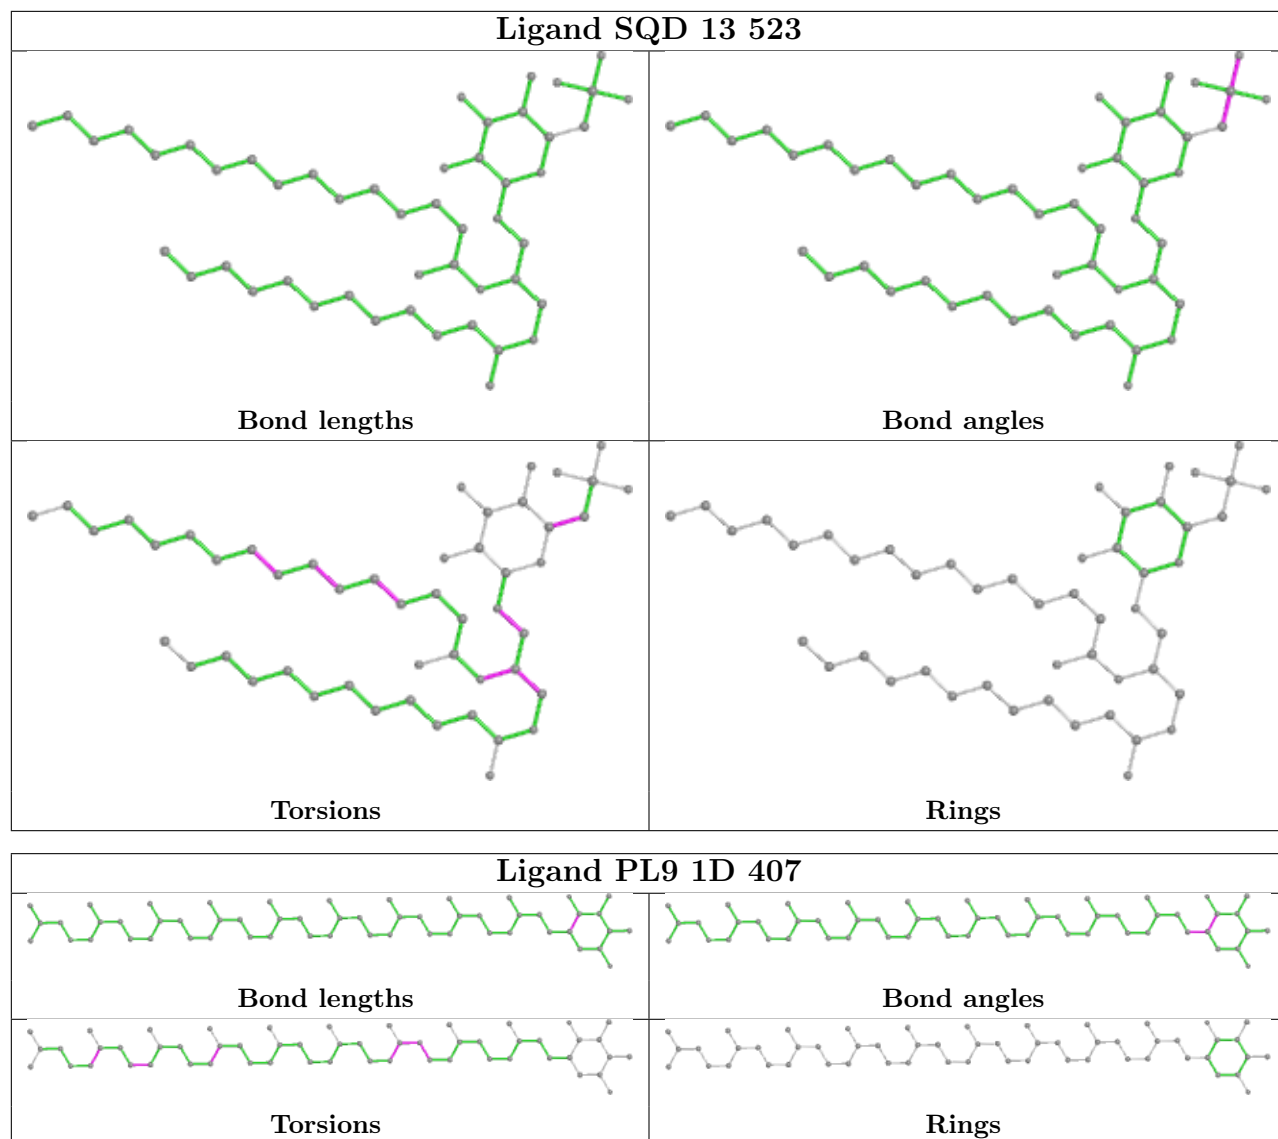 Ligand SQD 13 523
Bond lengths
Bond angles
Torsions
Rings
Ligand PL9 1D 407
Bond lengths
Bond angles
Torsions
Rings